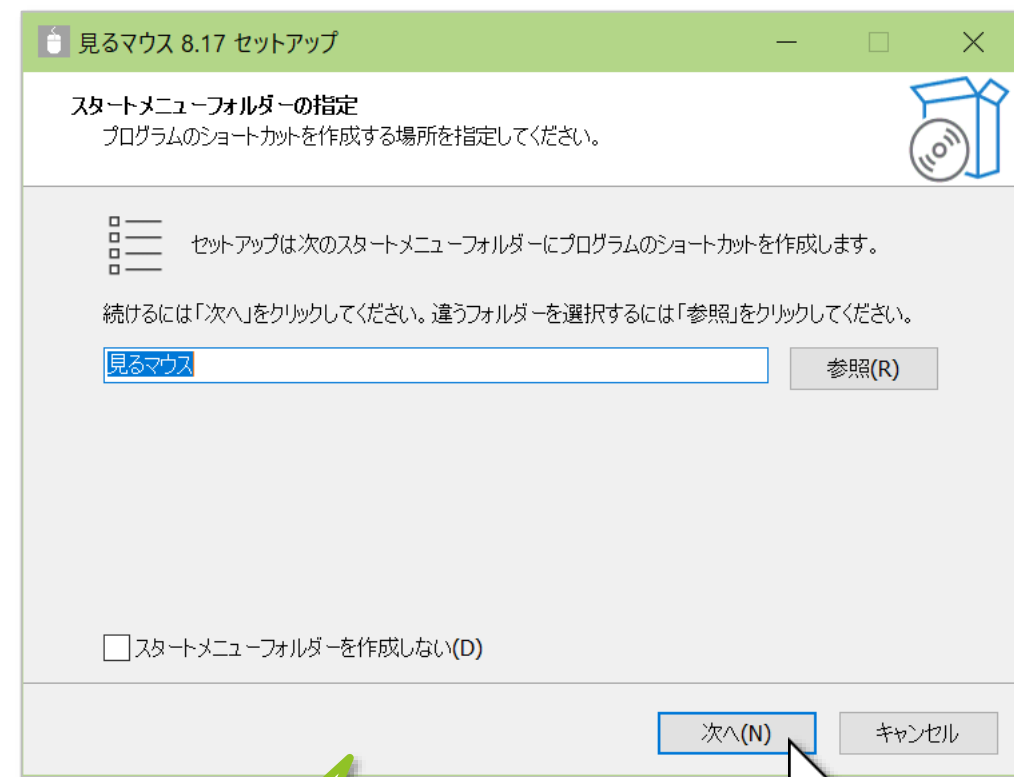 見るマウス 8.17 セットアップ
スタートメニューフォルダーの指定
プログラムのショートカットを作成する場所を指定してください。
セットアップは次のスタートメニューフォルダーにプログラムのショートカットを作成します。
続けるには「次へ」をクリックしてください。違うフォルダーを選択するには「参照」をクリックしてください。
見るマウス
参照(R)
スタートメニューフォルダーを作成しない(D)
次へ(N)
キャンセル